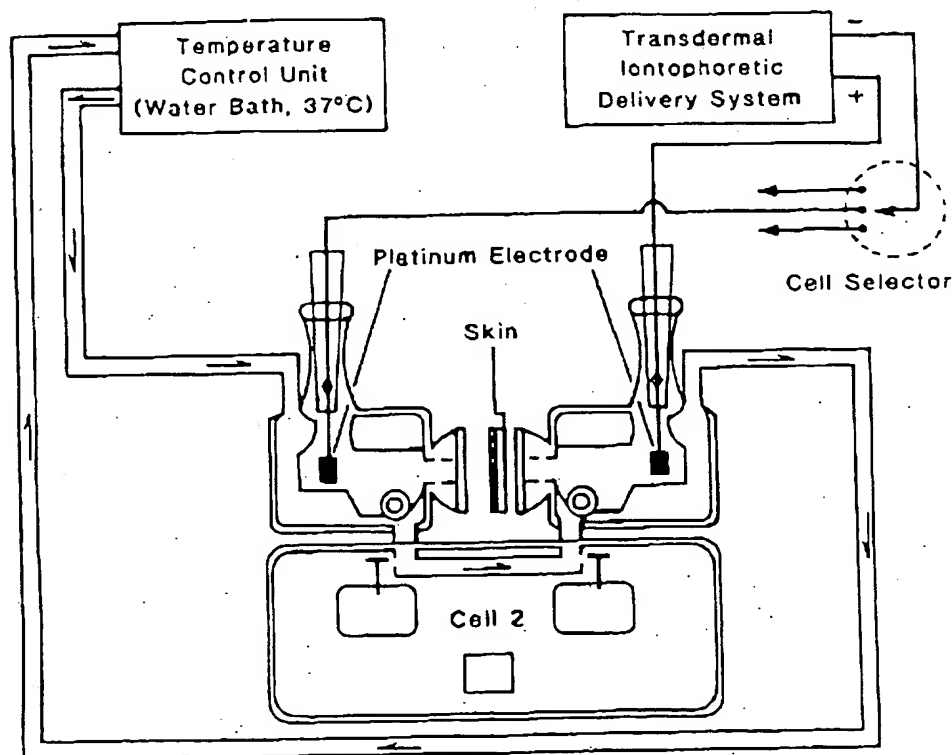 Temperature
Control Unit
(Water Bath, 37°C)
Transdermal
Iontophoretic
Delivery System
−
+
Platinum Electrode
Cell Selector
Skin
Cell 2